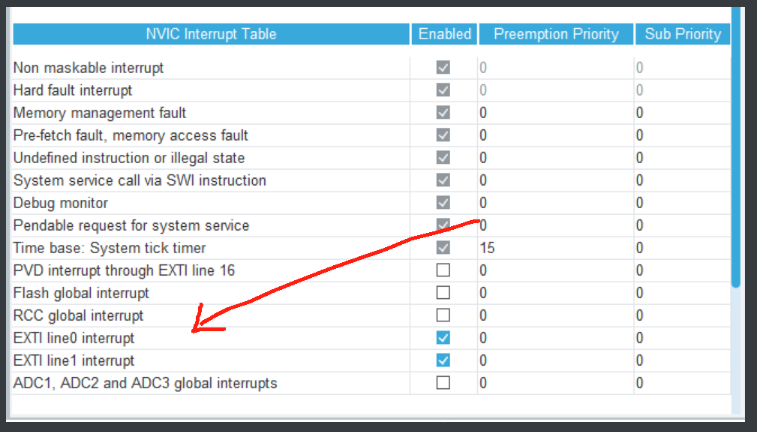 NVIC Interrupt Table Enabled Preemption Priority Sub Priority
Non maskable interrupt 0 0
Hard fault interrupt 0 0
Memory management fault 0 0
Pre-fetch fault, memory access fault 0 0
Undefined instruction or illegal state 0 0
System service call via SWI instruction 0 0
Debug monitor 0 0
Pendable request for system service 0 0
Time base: System tick timer 15 0
PVD interrupt through EXTI line 16 0 0
Flash global interrupt 0 0
RCC global interrupt 0 0
EXTI line0 interrupt 0 0
EXTI line1 interrupt 0 0
ADC1, ADC2 and ADC3 global interrupts 0 0